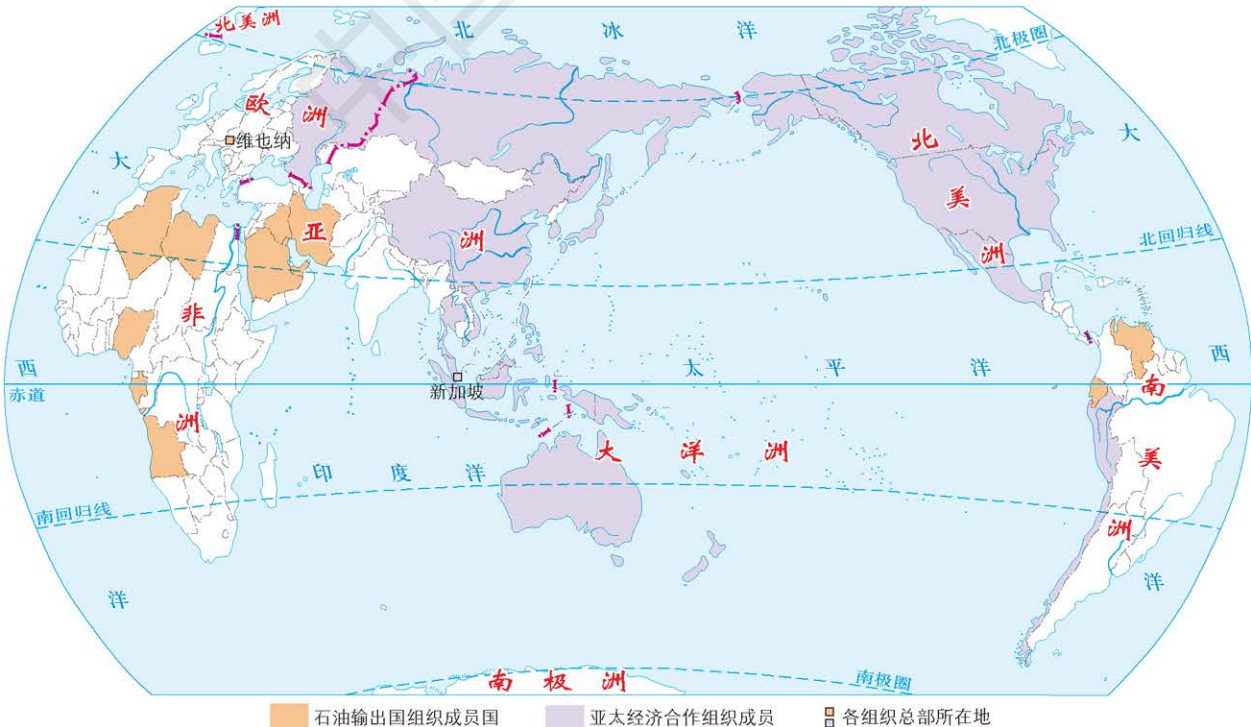 北美洲
北冰洋
北极圈
欧洲
维也纳
大
大
北
美
洲
亚
洲
北回归线
非
洲
西
太平洋
西
赤道
新加坡
南
美
洲
大洋洲
印度洋
南回归线
洋
洋
南极洲
南极圈
石油输出国组织成员国
亚太经济合作组织成员
各组织总部所在地